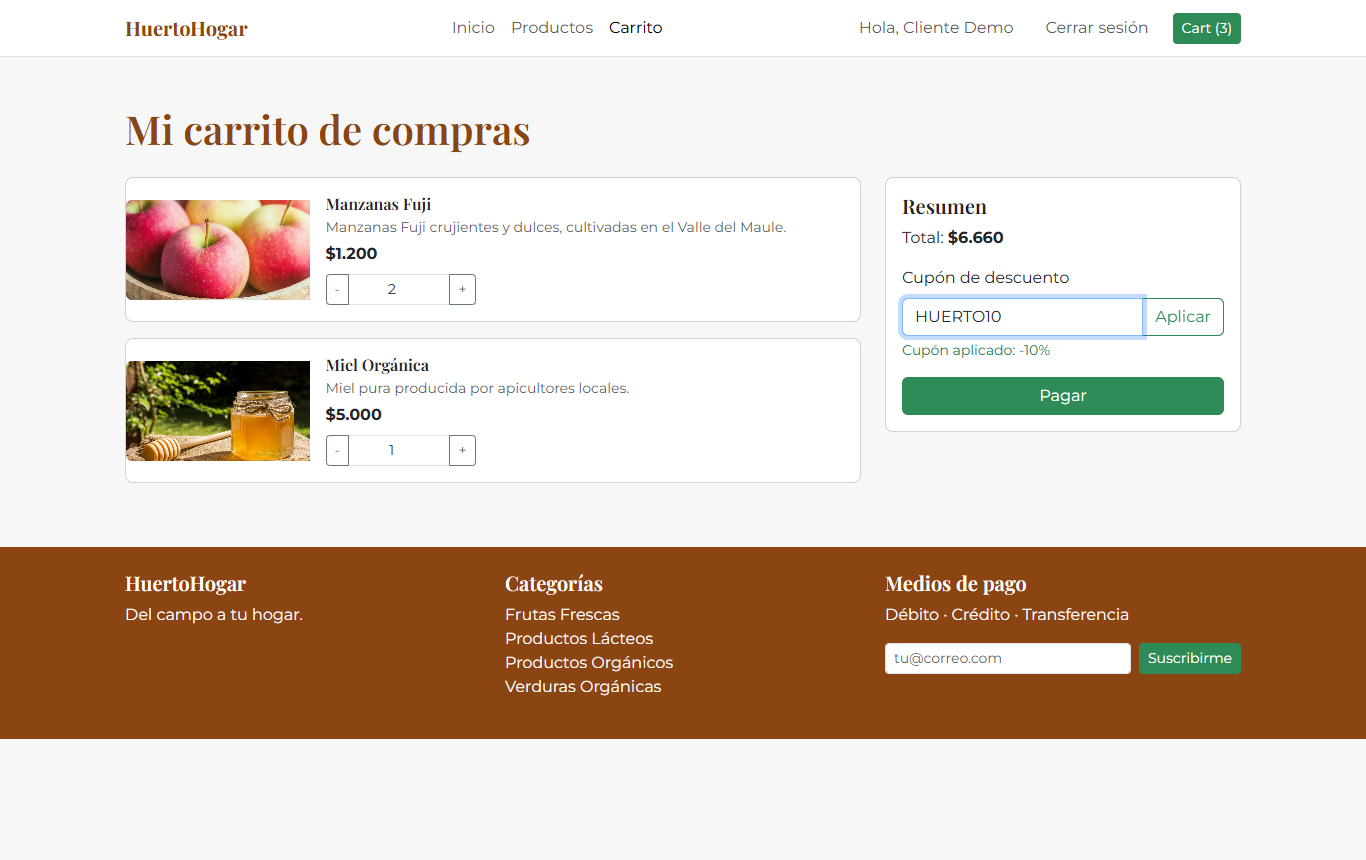 HuertoHogar
Inicio Productos Carrito
Hola, Cliente Demo Cerrar sesión Cart (3)
Mi carrito de compras
Manzanas Fuji
Manzanas Fuji crujientes y dulces, cultivadas en el Valle del Maule.
$1.200
- 2 +
Miel Orgánica
Miel pura producida por apicultores locales.
$5.000
- 1 +
Resumen
Total: $6.660
Cupón de descuento
HUERTO10 Aplicar
Cupón aplicado: -10%
Pagar
HuertoHogar
Del campo a tu hogar.
Categorías
Frutas Frescas
Productos Lácteos
Productos Orgánicos
Verduras Orgánicas
Medios de pago
Débito · Crédito · Transferencia
tu@correo.com Suscribirme